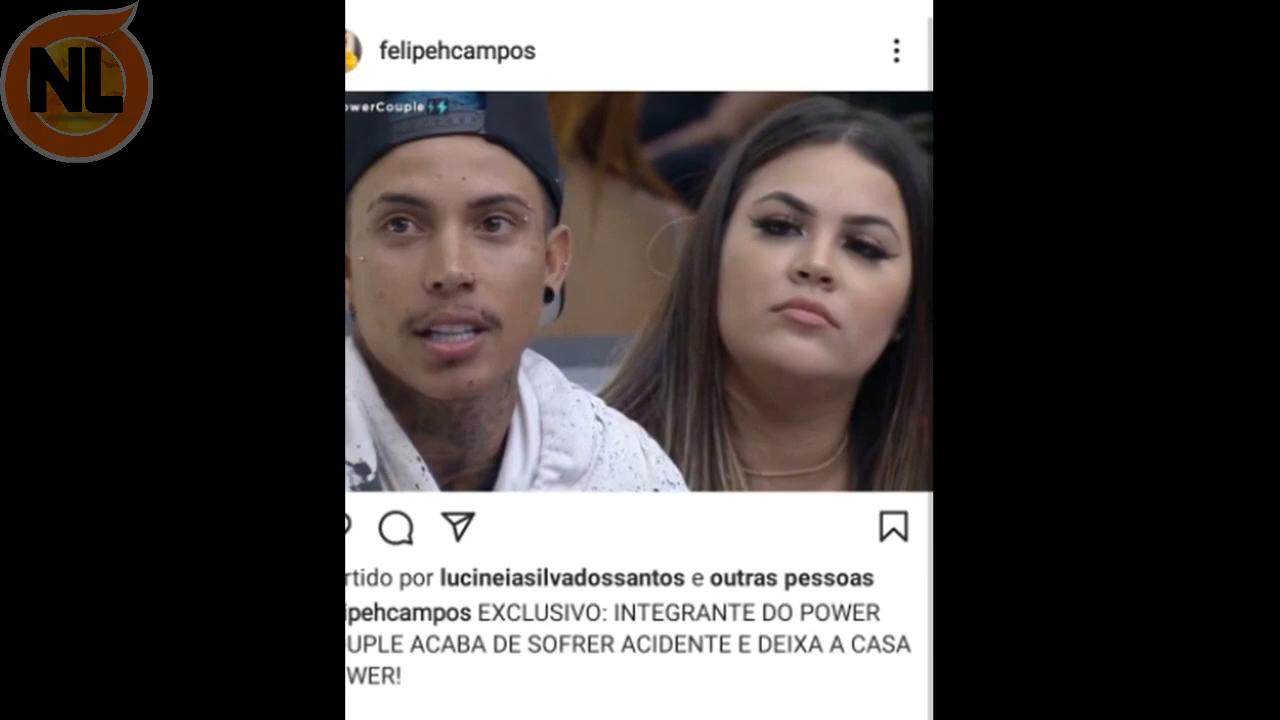 NL
felipehcampos
owerCouple
rtido por lucineiasilvadossantos e outras pessoas
ipehcampos EXCLUSIVO: INTEGRANTE DO POWER
UPLE ACABA DE SOFRER ACIDENTE E DEIXA A CASA
WER!